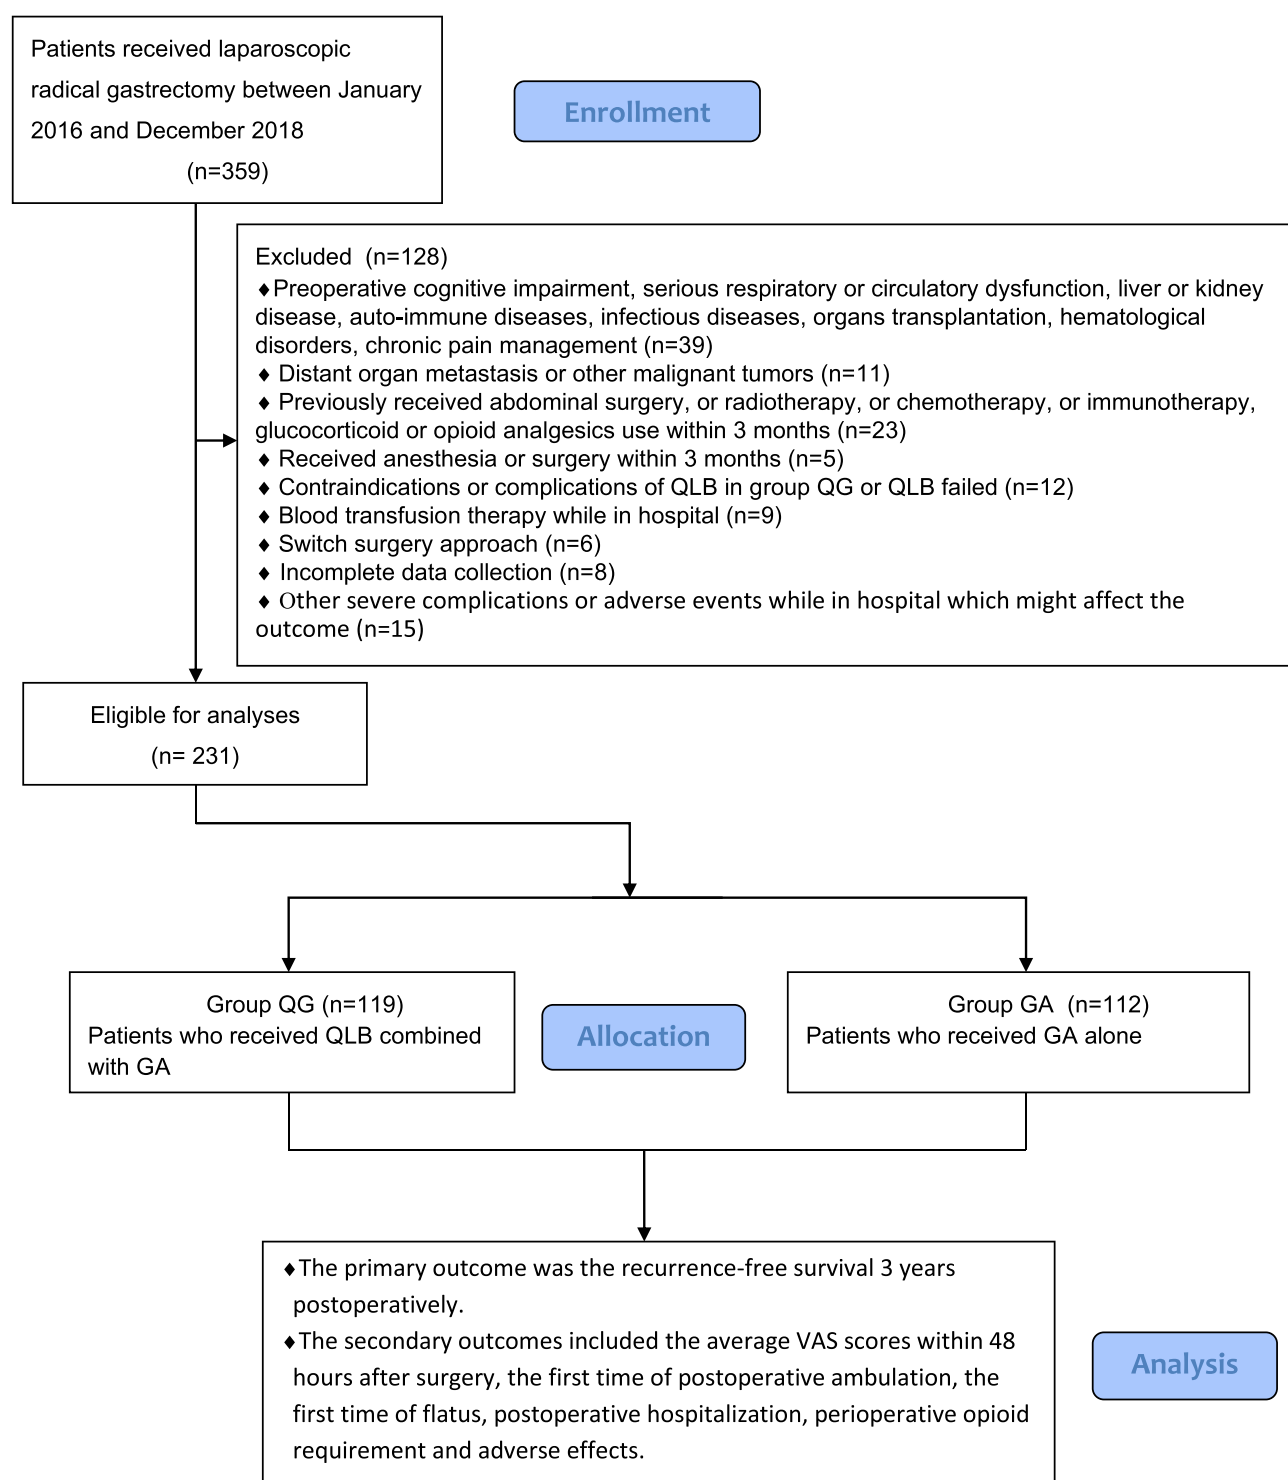 Patients received laparoscopic
radical gastrectomy between January
2016 and December 2018
(n=359)
Enrollment
Excluded (n=128)
♦Preoperative cognitive impairment, serious respiratory or circulatory dysfunction, liver or kidney
disease, auto-immune diseases, infectious diseases, organs transplantation, hematological
disorders, chronic pain management (n=39)
♦ Distant organ metastasis or other malignant tumors (n=11)
♦ Previously received abdominal surgery, or radiotherapy, or chemotherapy, or immunotherapy,
glucocorticoid or opioid analgesics use within 3 months (n=23)
♦ Received anesthesia or surgery within 3 months (n=5)
♦ Contraindications or complications of QLB in group QG or QLB failed (n=12)
♦ Blood transfusion therapy while in hospital (n=9)
♦ Switch surgery approach (n=6)
♦ Incomplete data collection (n=8)
♦ Other severe complications or adverse events while in hospital which might affect the
outcome (n=15)
Eligible for analyses
(n= 231)
Group QG (n=119)
Patients who received QLB combined
with GA
Allocation
Group GA (n=112)
Patients who received GA alone
♦The primary outcome was the recurrence-free survival 3 years
postoperatively.
♦The secondary outcomes included the average VAS scores within 48
hours after surgery, the first time of postoperative ambulation, the
first time of flatus, postoperative hospitalization, perioperative opioid
requirement and adverse effects.
Analysis